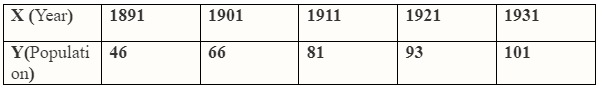 X (Year) 1891 1901 1911 1921 1931
Y(Populati 46 66 81 93 101
on)